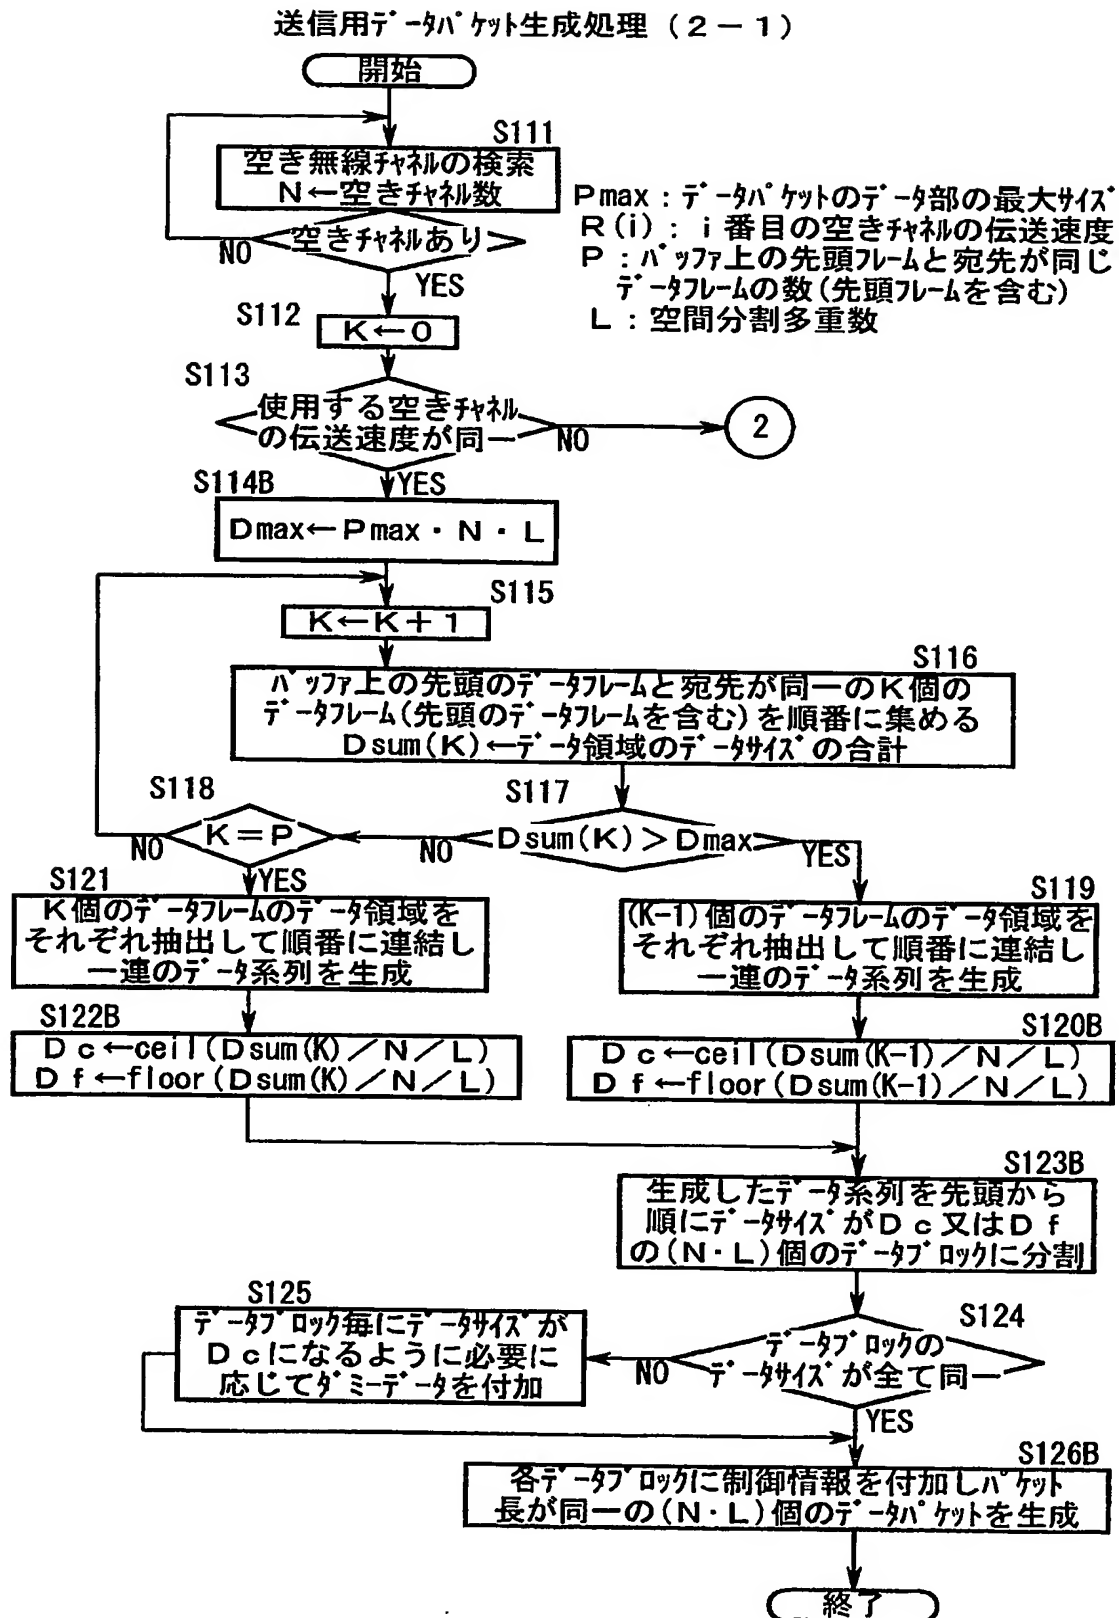 送信用ﾃﾞｰﾀﾊﾟｹｯﾄ生成処理（２－１）
開始
S111
空き無線ﾁｬﾈﾙの検索
Ｎ←空きﾁｬﾈﾙ数
Ｐmax：ﾃﾞｰﾀﾊﾟｹｯﾄのﾃﾞｰﾀ部の最大ｻｲｽﾞ
Ｒ(i)：ｉ番目の空きﾁｬﾈﾙの伝送速度
Ｐ：ﾊﾞｯﾌｧ上の先頭ﾌﾚｰﾑと宛先が同じ
ﾃﾞｰﾀﾌﾚｰﾑの数(先頭ﾌﾚｰﾑを含む)
Ｌ：空間分割多重数
空きﾁｬﾈﾙあり
NO
YES
S112
Ｋ←０
S113
使用する空きﾁｬﾈﾙ
の伝送速度が同一
NO
2
YES
S114B
Ｄmax←Ｐmax・Ｎ・Ｌ
S115
Ｋ←Ｋ＋１
S116
ﾊﾞｯﾌｧ上の先頭のﾃﾞｰﾀﾌﾚｰﾑと宛先が同一のＫ個の
ﾃﾞｰﾀﾌﾚｰﾑ(先頭のﾃﾞｰﾀﾌﾚｰﾑを含む)を順番に集める
Ｄsum(K)←ﾃﾞｰﾀ領域のﾃﾞｰﾀｻｲｽﾞの合計
S118
S117
Ｋ＝Ｐ
Ｄsum(K)＞Ｄmax
NO
NO
YES
YES
S121
Ｋ個のﾃﾞｰﾀﾌﾚｰﾑのﾃﾞｰﾀ領域を
それぞれ抽出して順番に連結し
一連のﾃﾞｰﾀ系列を生成
S119
(K-1)個のﾃﾞｰﾀﾌﾚｰﾑのﾃﾞｰﾀ領域を
それぞれ抽出して順番に連結し
一連のﾃﾞｰﾀ系列を生成
S122B
Ｄｃ←ceil(Ｄsum(K)／Ｎ／Ｌ)
Ｄｆ←floor(Ｄsum(K)／Ｎ／Ｌ)
S120B
Ｄｃ←ceil(Ｄsum(K-1)／Ｎ／Ｌ)
Ｄｆ←floor(Ｄsum(K-1)／Ｎ／Ｌ)
S123B
生成したﾃﾞｰﾀ系列を先頭から
順にﾃﾞｰﾀｻｲｽﾞがＤｃ又はＤｆ
の(Ｎ・Ｌ)個のﾃﾞｰﾀﾌﾞﾛｯｸに分割
S125
ﾃﾞｰﾀﾌﾞﾛｯｸ毎にﾃﾞｰﾀｻｲｽﾞが
Ｄｃになるように必要に
応じてﾀﾞﾐｰﾃﾞｰﾀを付加
S124
ﾃﾞｰﾀﾌﾞﾛｯｸの
ﾃﾞｰﾀｻｲｽﾞが全て同一
NO
YES
S126B
各ﾃﾞｰﾀﾌﾞﾛｯｸに制御情報を付加しﾊﾟｹｯﾄ
長が同一の(Ｎ・Ｌ)個のﾃﾞｰﾀﾊﾟｹｯﾄを生成
終了